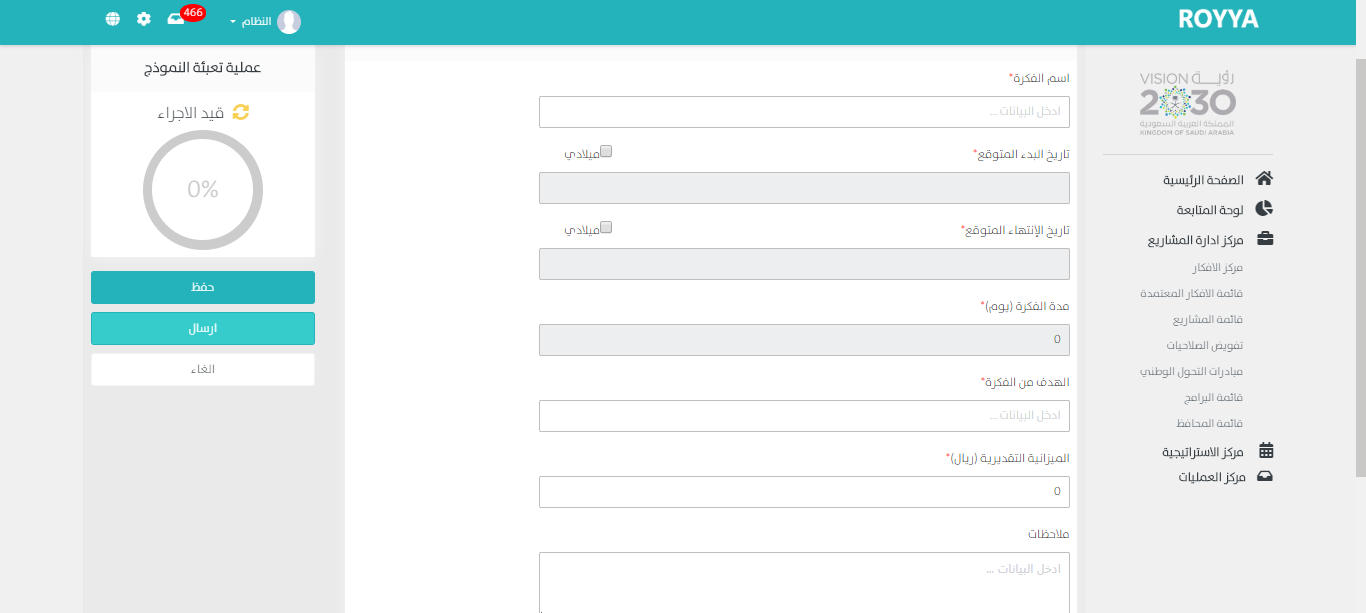 ROYYA
النظام
466
VISION رؤيــة
2030
المملكة العربية السعودية
KINGDOM OF SAUDI ARABIA
الصفحة الرئيسية
لوحة المتابعة
مركز ادارة المشاريع
مركز الافكار
قائمة الافكار المعتمدة
قائمة المشاريع
تفويض الصلاحيات
مبادرات التحول الوطني
قائمة البرامج
قائمة المحافظ
مركز الاستراتيجية
مركز العمليات
اسم الفكرة*
ادخل البيانات ...
تاريخ البدء المتوقع*
ميلادي
تاريخ الإنتهاء المتوقع*
ميلادي
مدة الفكرة (يوم)*
0
الهدف من الفكرة*
ادخل البيانات ...
الميزانية التقديرية (ريال)*
0
ملاحظات
ادخل البيانات ...
عملية تعبئة النموذج
قيد الاجراء
0%
حفظ
ارسال
الغاء